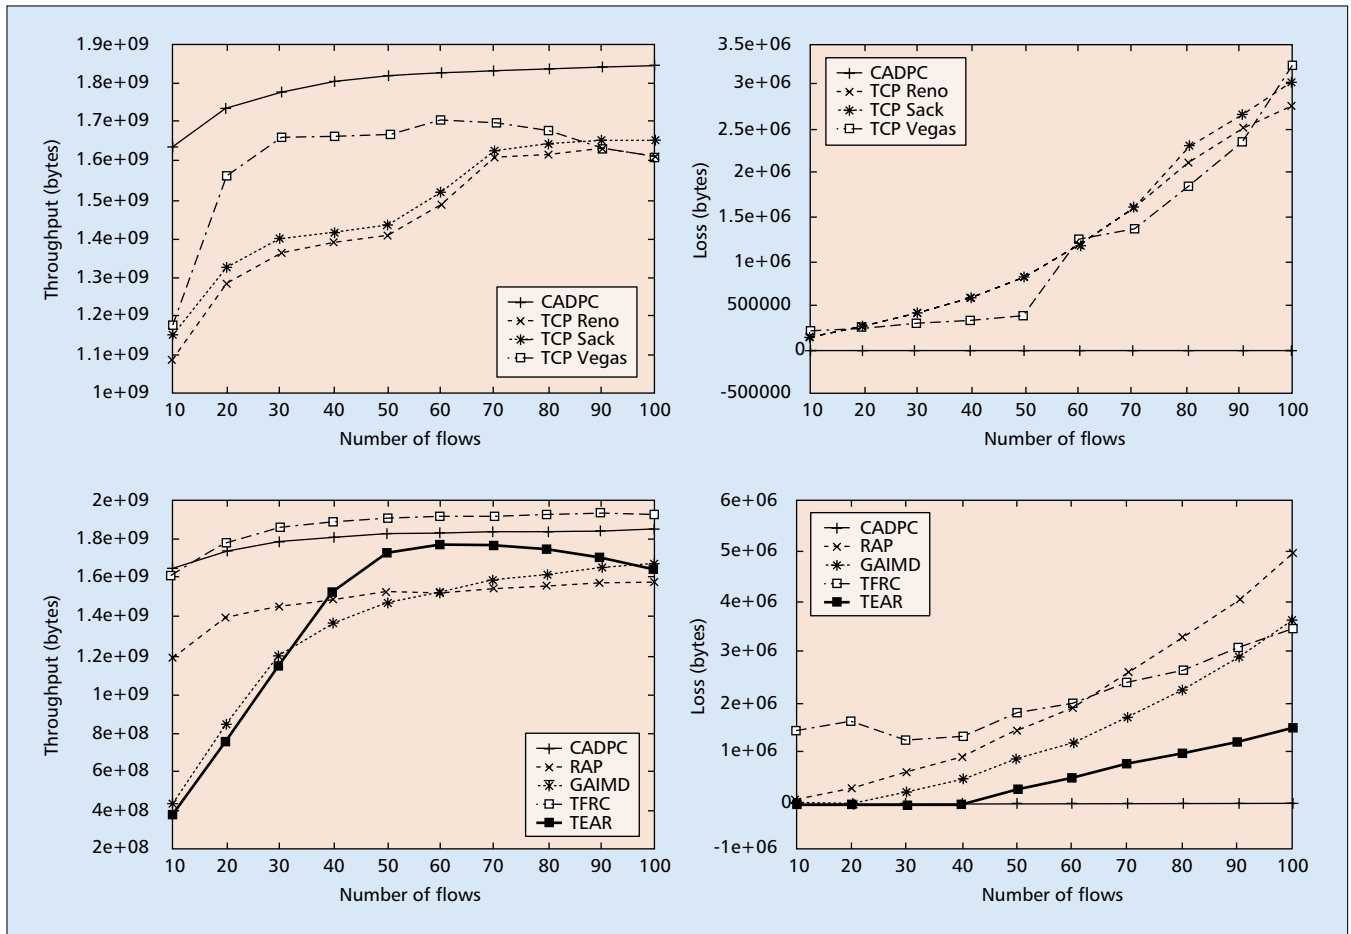 1.9e+09
1.8e+09
1.7e+09
1.6e+09
1.5e+09
1.4e+09
1.3e+09
1.2e+09
1.1e+09
1e+09
Throughput (bytes)
CADPC
TCP Reno
TCP Sack
TCP Vegas
10 20 30 40 50 60 70 80 90 100
Number of flows
3.5e+06
3e+06
2.5e+06
2e+06
1.5e+06
1e+06
500000
0
-500000
Loss (bytes)
CADPC
TCP Reno
TCP Sack
TCP Vegas
10 20 30 40 50 60 70 80 90 100
Number of flows
2e+09
1.8e+09
1.6e+09
1.4e+09
1.2e+09
1e+09
8e+08
6e+08
4e+08
2e+08
Throughput (bytes)
CADPC
RAP
GAIMD
TFRC
TEAR
10 20 30 40 50 60 70 80 90 100
Number of flows
6e+06
5e+06
4e+06
3e+06
2e+06
1e+06
0
-1e+06
Loss (bytes)
CADPC
RAP
GAIMD
TFRC
TEAR
10 20 30 40 50 60 70 80 90 100
Number of flows